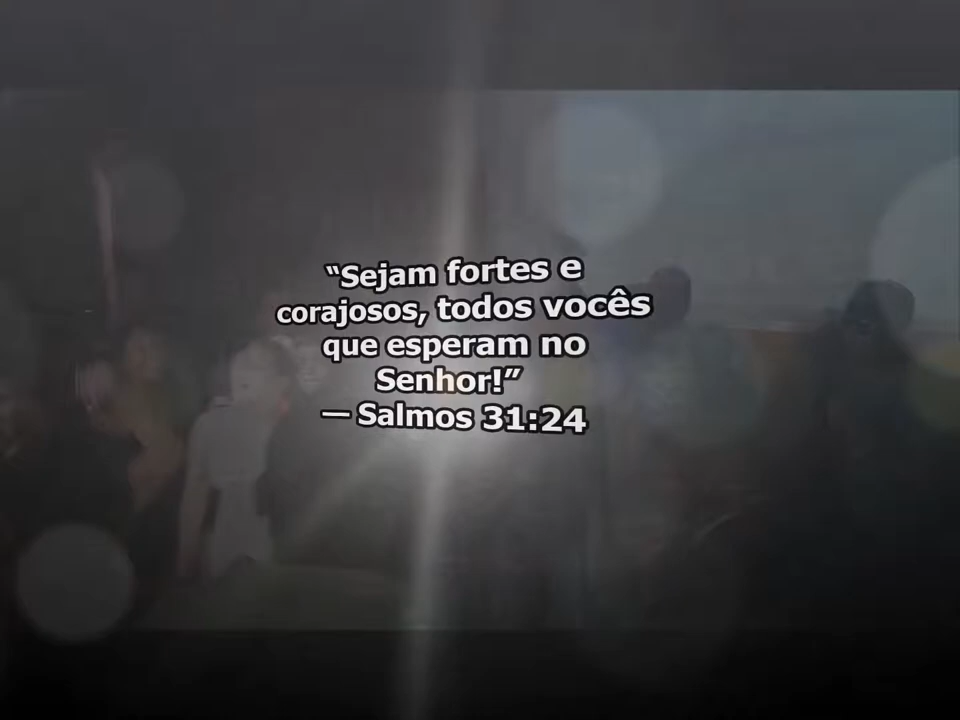 “Sejam fortes e
corajosos, todos vocês
que esperam no
Senhor!”
— Salmos 31:24